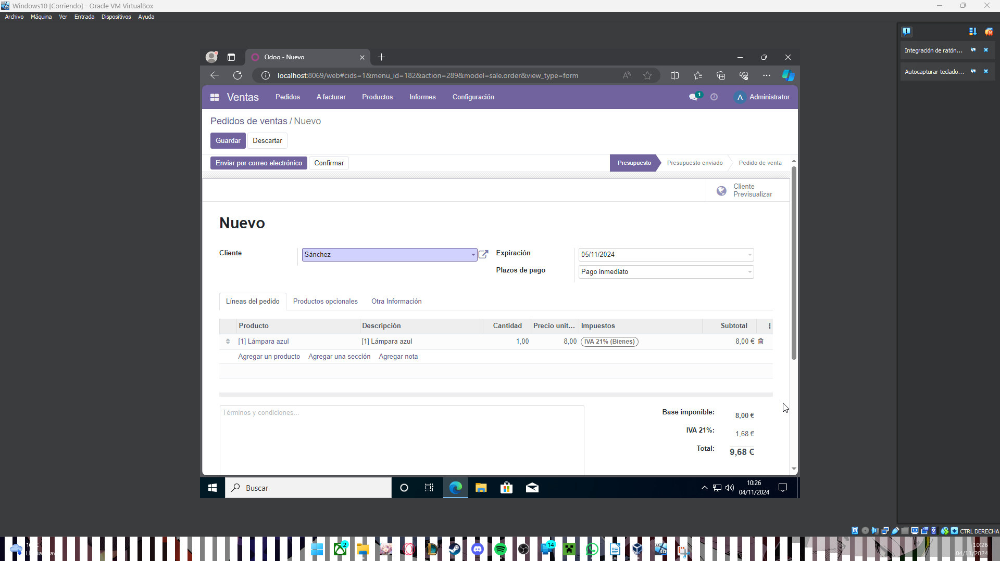 Windows10 [Corriendo] - Oracle VM VirtualBox
Archivo Máquina Ver Entrada Dispositivos Ayuda
Integración de ratón...
Autocapturar teclado...
Odoo - Nuevo
localhost:8069/web#cids=1&menu_id=182&action=289&model=sale.order&view_type=form
Ventas Pedidos A facturar Productos Informes Configuración 1 A Administrator
Pedidos de ventas / Nuevo
Guardar Descartar
Enviar por correo electrónico Confirmar Presupuesto Presupuesto enviado Pedido de venta
Cliente
Previsualizar
Nuevo
Cliente Sánchez Expiración 05/11/2024
Plazos de pago Pago inmediato
Líneas del pedido Productos opcionales Otra Información
Producto Descripción Cantidad Precio unit... Impuestos Subtotal
[1] Lámpara azul [1] Lámpara azul 1,00 8,00 IVA 21% (Bienes) 8,00 €
Agregar un producto Agregar una sección Agregar nota
Términos y condiciones...
Base imponible: 8,00 €
IVA 21%: 1,68 €
Total: 9,68 €
Buscar
10:26
04/11/2024
CTRL DERECHA
2
14
10:26
04/11/2024